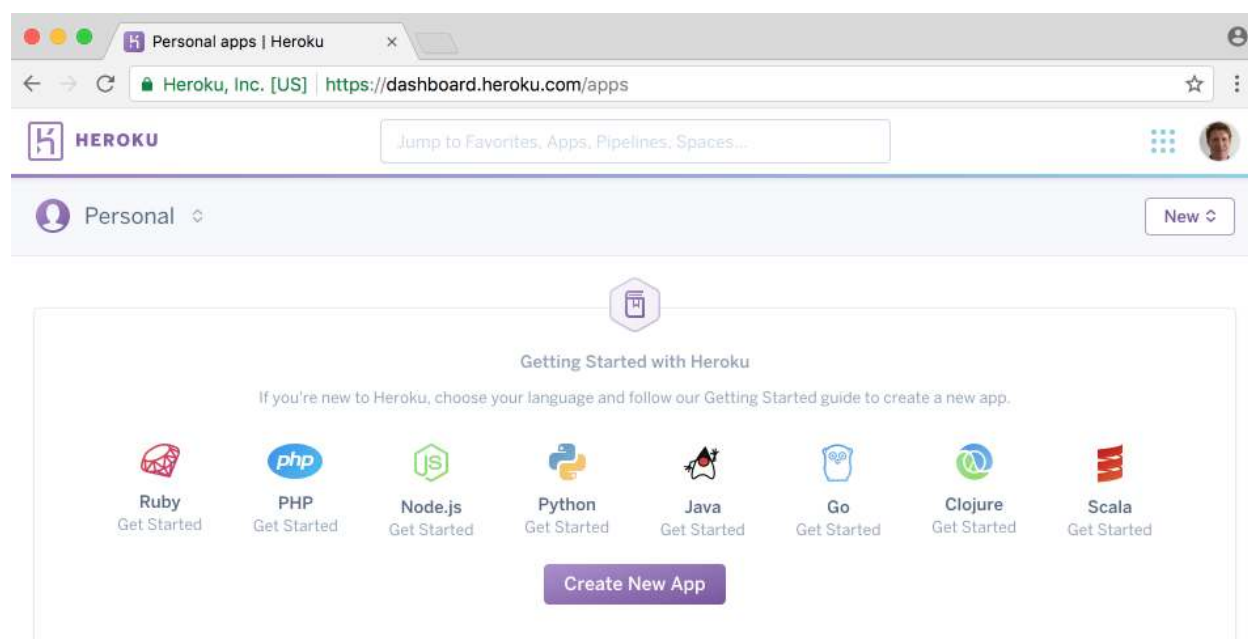 Personal apps | Heroku
Heroku, Inc. [US] https://dashboard.heroku.com/apps
HEROKU Jump to Favorites, Apps, Pipelines, Spaces...
Personal New
Getting Started with Heroku
If you're new to Heroku, choose your language and follow our Getting Started guide to create a new app.
php JS
Ruby PHP Node.js Python Java Go Clojure Scala
Get Started Get Started Get Started Get Started Get Started Get Started Get Started Get Started
Create New App